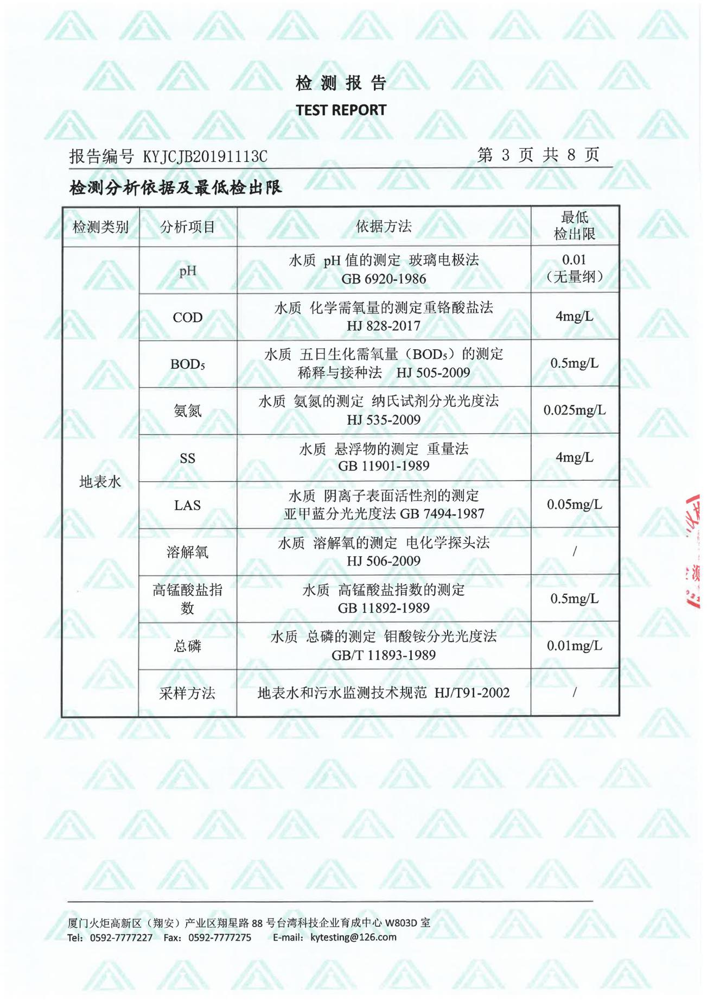 检测报告
TEST REPORT
报告编号 KYJCJB20191113C
第 3 页 共 8 页
检测分析依据及最低检出限
检测类别 分析项目 依据方法 最低
检出限
地表水
pH
水质 pH 值的测定 玻璃电极法
GB 6920-1986
0.01
（无量纲）
COD
水质 化学需氧量的测定重铬酸盐法
HJ 828-2017
4mg/L
BOD₅
水质 五日生化需氧量（BOD₅）的测定
稀释与接种法 HJ 505-2009
0.5mg/L
氨氮
水质 氨氮的测定 纳氏试剂分光光度法
HJ 535-2009
0.025mg/L
SS
水质 悬浮物的测定 重量法
GB 11901-1989
4mg/L
LAS
水质 阴离子表面活性剂的测定
亚甲蓝分光光度法 GB 7494-1987
0.05mg/L
溶解氧
水质 溶解氧的测定 电化学探头法
HJ 506-2009
/
高锰酸盐指
数
水质 高锰酸盐指数的测定
GB 11892-1989
0.5mg/L
总磷
水质 总磷的测定 钼酸铵分光光度法
GB/T 11893-1989
0.01mg/L
采样方法
地表水和污水监测技术规范 HJ/T91-2002
/
厦门火炬高新区（翔安）产业区翔星路 88 号台湾科技企业育成中心 W803D 室
Tel：0592-7777227 Fax：0592-7777275 E-mail：kytesting@126.com